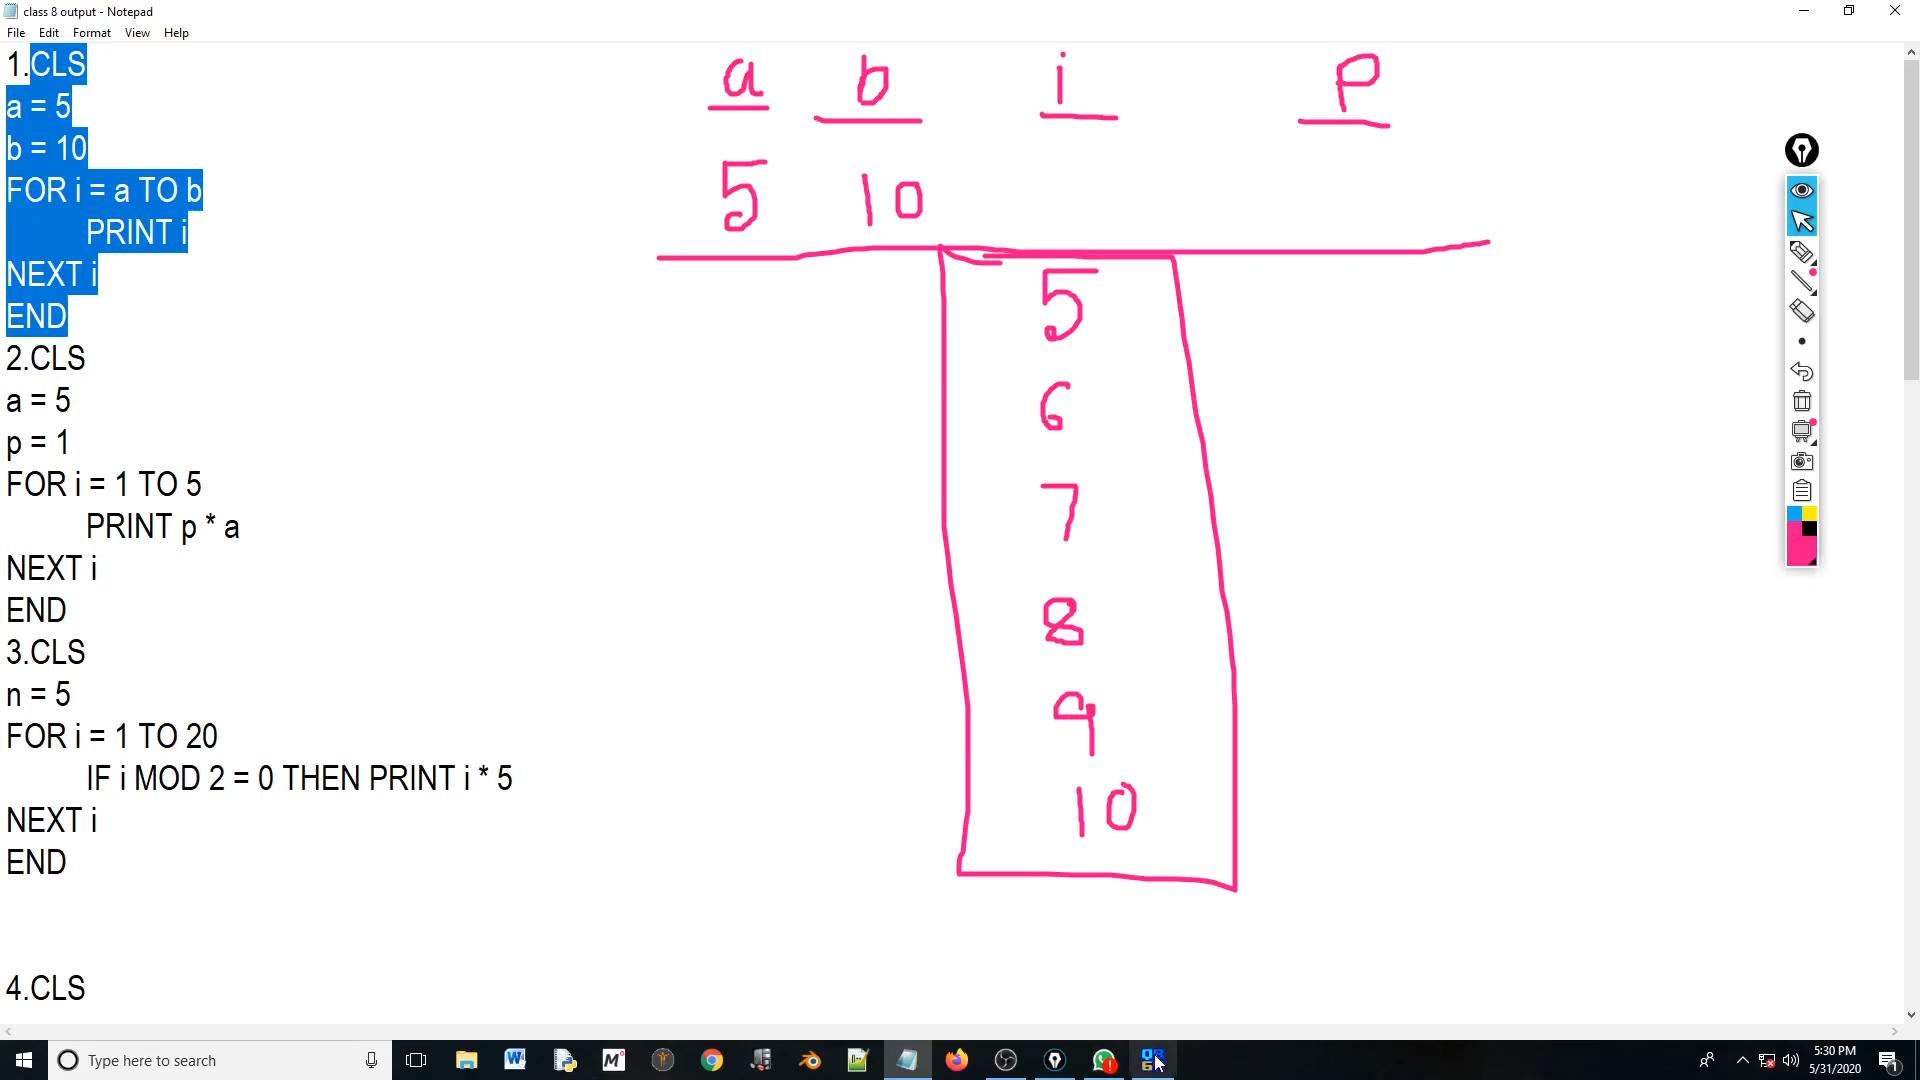 class 8 output - Notepad
File Edit Format View Help
1.CLS
a = 5
b = 10
FOR i = a TO b
PRINT i
NEXT i
END
2.CLS
a = 5
p = 1
FOR i = 1 TO 5
PRINT p * a
NEXT i
END
3.CLS
n = 5
FOR i = 1 TO 20
IF i MOD 2 = 0 THEN PRINT i * 5
NEXT i
END
4.CLS
a b i P
5 10
5
6
7
8
9
10
Type here to search
5:30 PM
5/31/2020
1